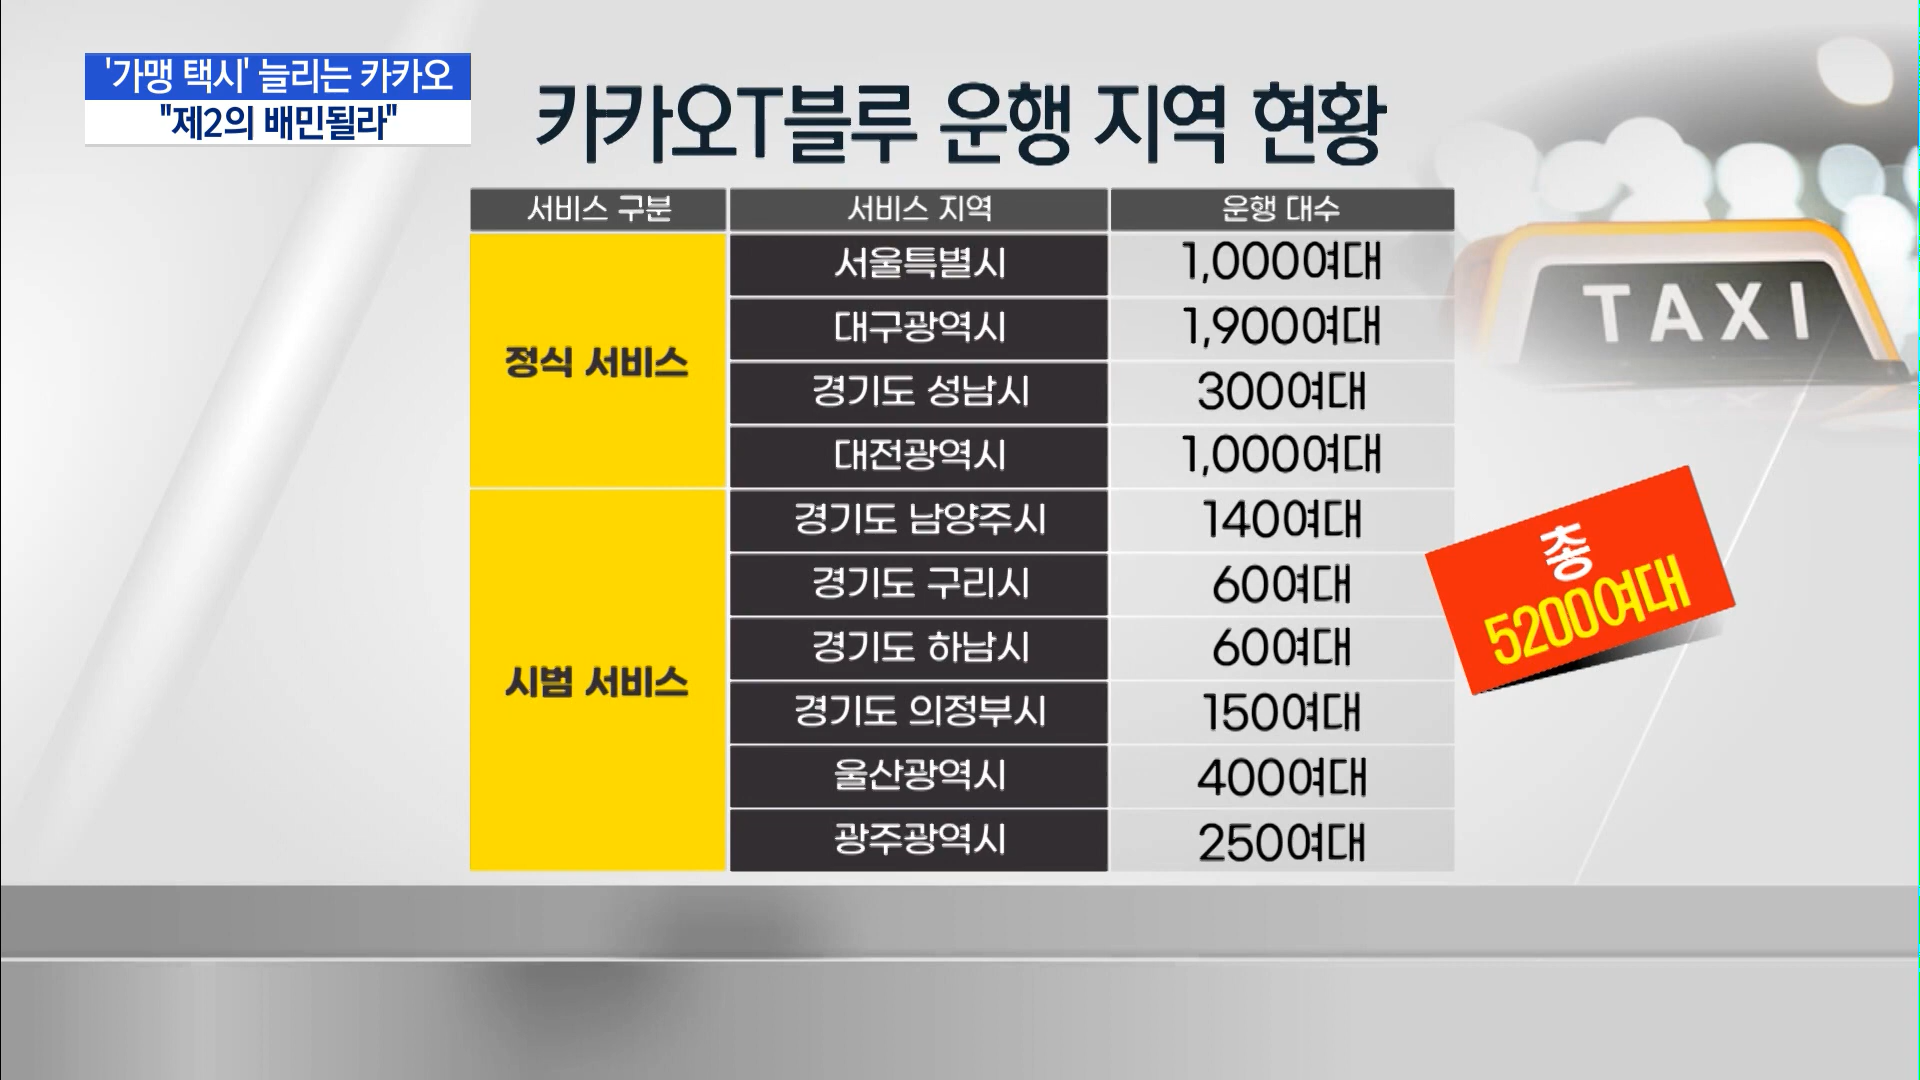 '가맹 택시' 늘리는 카카오
"제2의 배민될라"
카카오T블루 운행 지역 현황
서비스 구분 서비스 지역 운행 대수
정식 서비스
서울특별시 1,000여대
대구광역시 1,900여대
경기도 성남시 300여대
대전광역시 1,000여대
시범 서비스
경기도 남양주시 140여대
경기도 구리시 60여대
경기도 하남시 60여대
경기도 의정부시 150여대
울산광역시 400여대
광주광역시 250여대
총
5200여대
TAXI